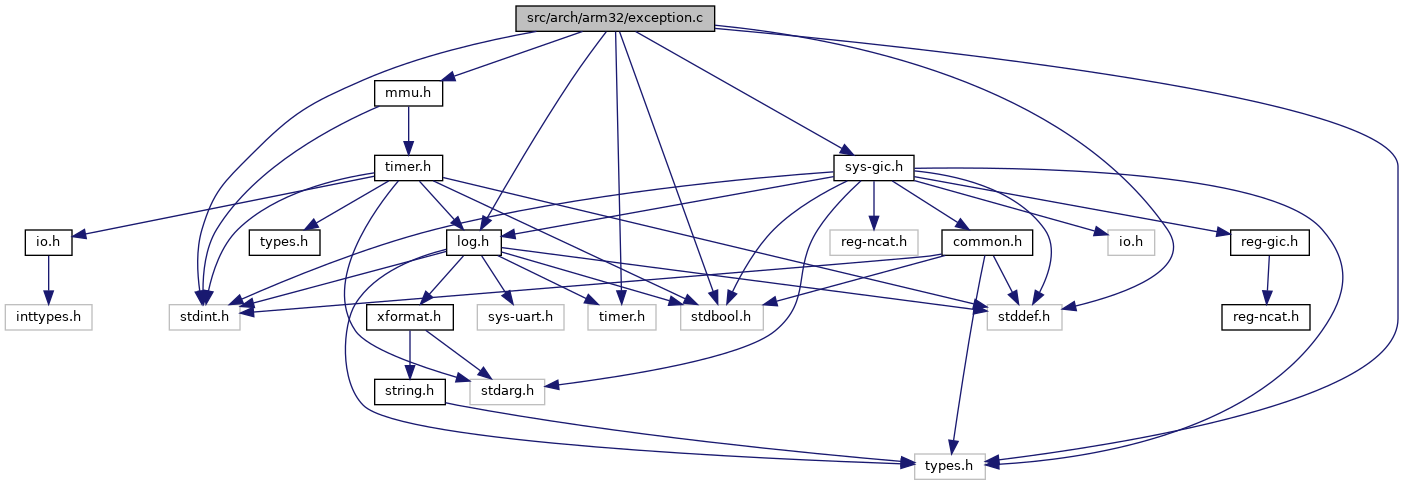 src/arch/arm32/exception.c
mmu.h
timer.h
sys-gic.h
io.h
types.h
log.h
reg-ncat.h
common.h
io.h
reg-gic.h
inttypes.h
stdint.h
xformat.h
sys-uart.h
timer.h
stdbool.h
stddef.h
reg-ncat.h
string.h
stdarg.h
types.h